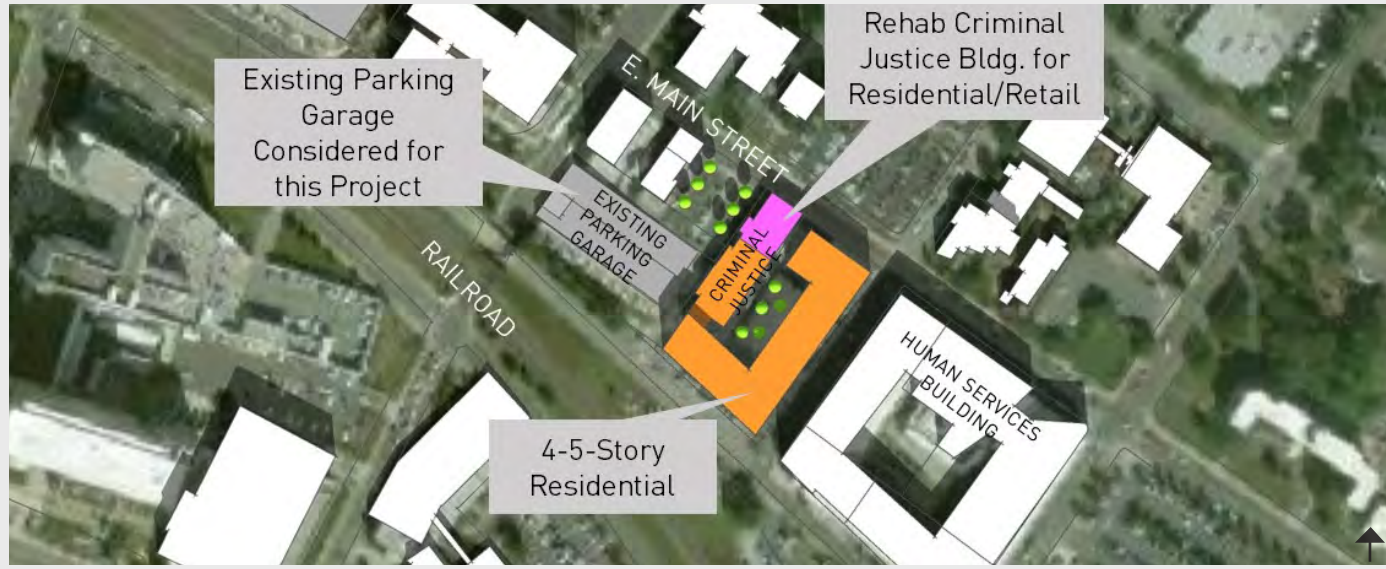 Existing Parking
Garage
Considered for
this Project
E. MAIN STREET
Rehab Criminal
Justice Bldg. for
Residential/Retail
EXISTING
PARKING
GARAGE
CRIMINAL
JUSTICE
RAILROAD
HUMAN SERVICES
BUILDING
4-5-Story
Residential